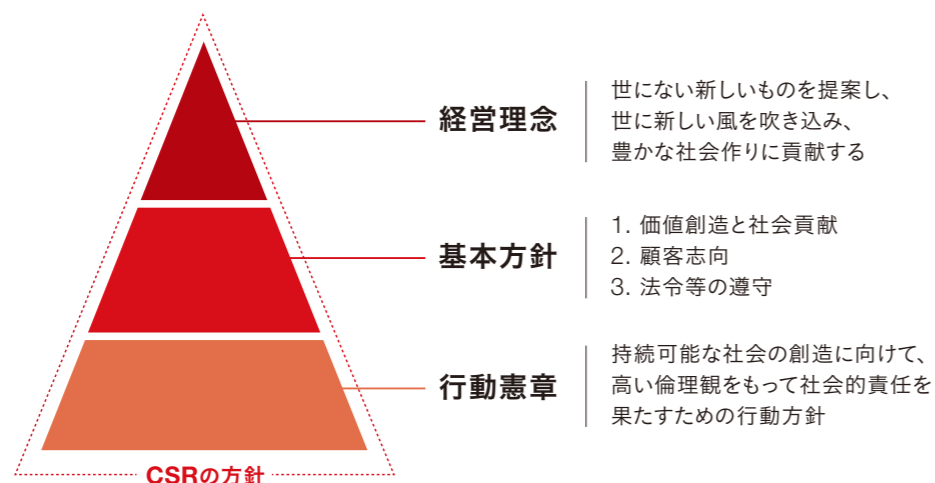 経営理念
世にない新しいものを提案し、
世に新しい風を吹き込み、
豊かな社会作りに貢献する
基本方針
1. 価値創造と社会貢献
2. 顧客志向
3. 法令等の遵守
行動憲章
持続可能な社会の創造に向けて、
高い倫理観をもって社会的責任を
果たすための行動方針
CSRの方針